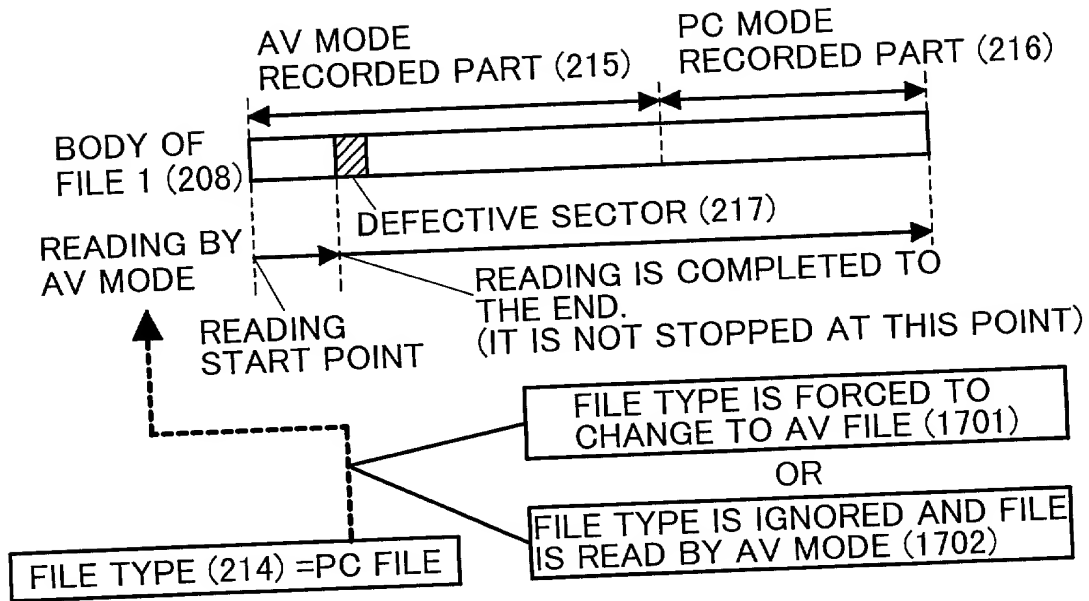 AV MODE
RECORDED PART (215)
PC MODE
RECORDED PART (216)
BODY OF
FILE 1 (208)
DEFECTIVE SECTOR (217)
READING BY
AV MODE
READING
START POINT
READING IS COMPLETED TO
THE END.
(IT IS NOT STOPPED AT THIS POINT)
FILE TYPE IS FORCED TO
CHANGE TO AV FILE (1701)
OR
FILE TYPE IS IGNORED AND FILE
IS READ BY AV MODE (1702)
FILE TYPE (214) =PC FILE